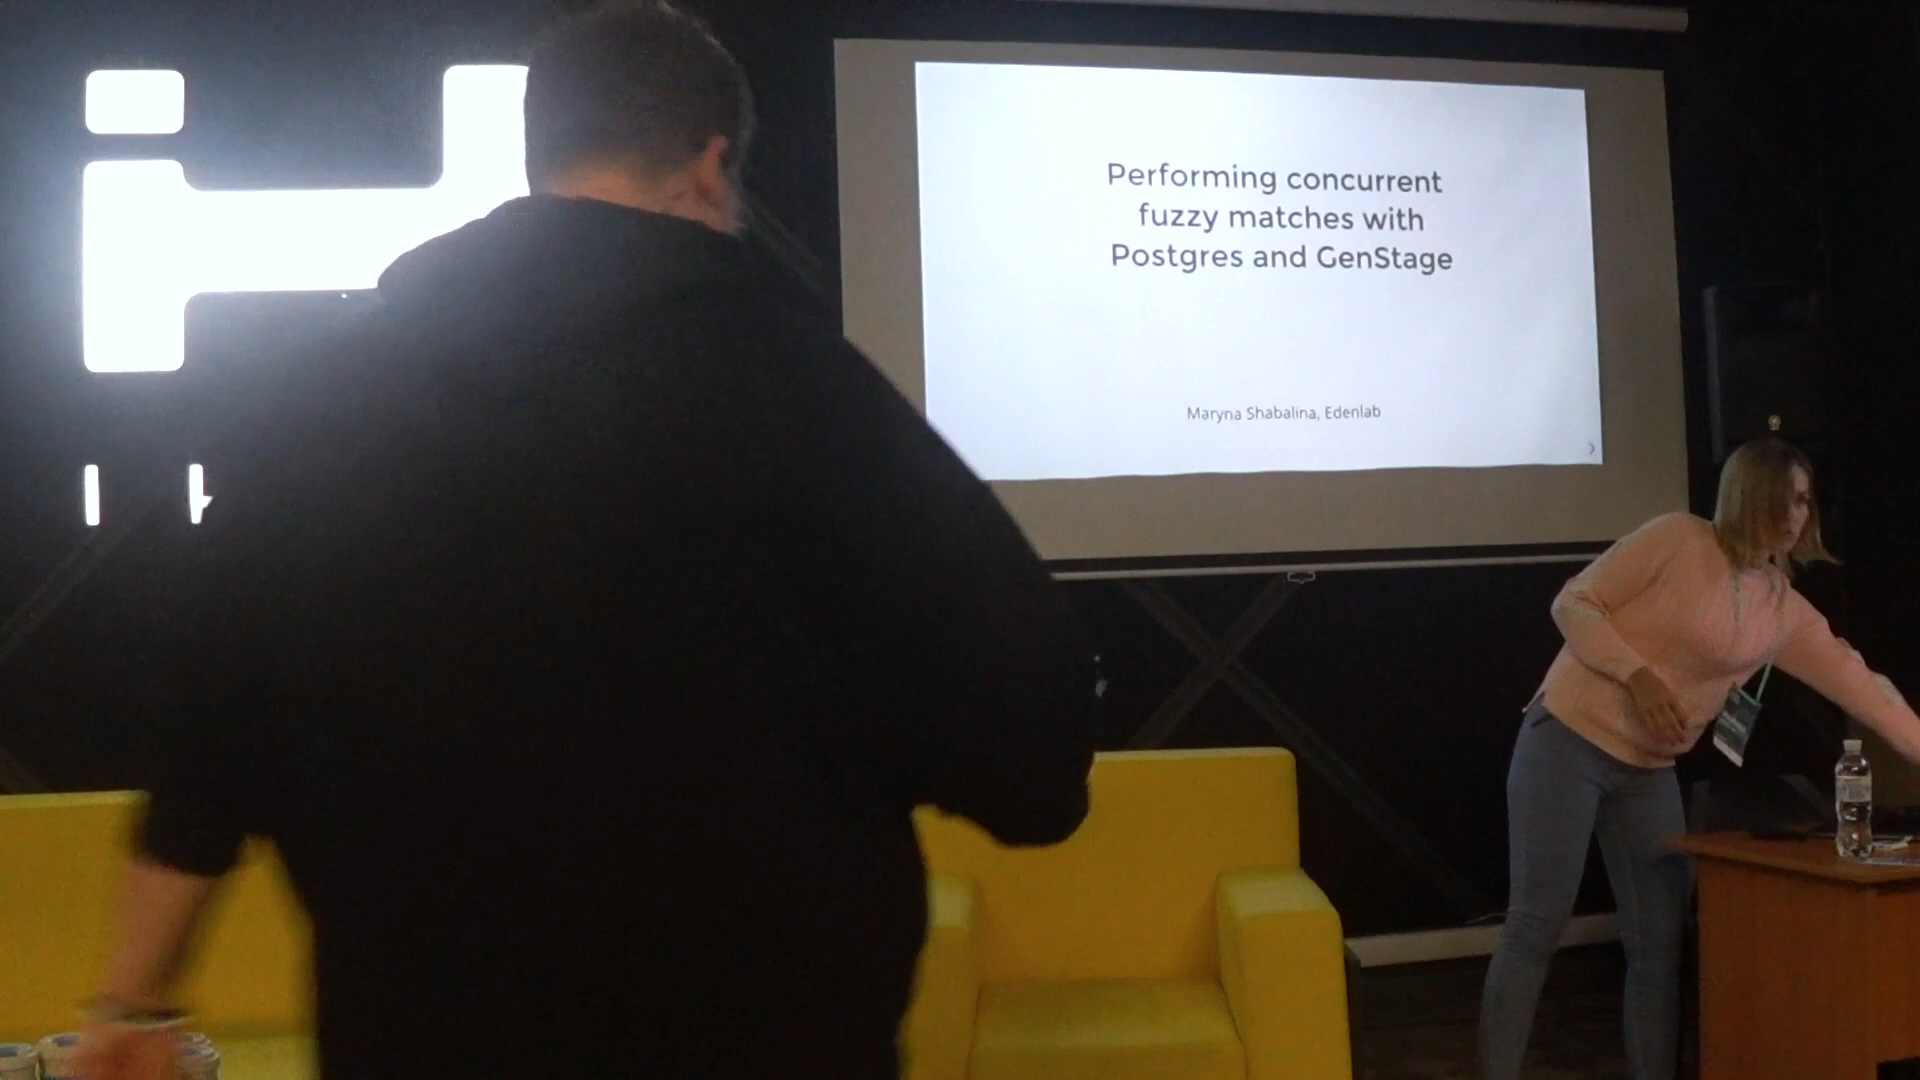 Performing concurrent
fuzzy matches with
Postgres and GenStage
Maryna Shabalina, Edenlab